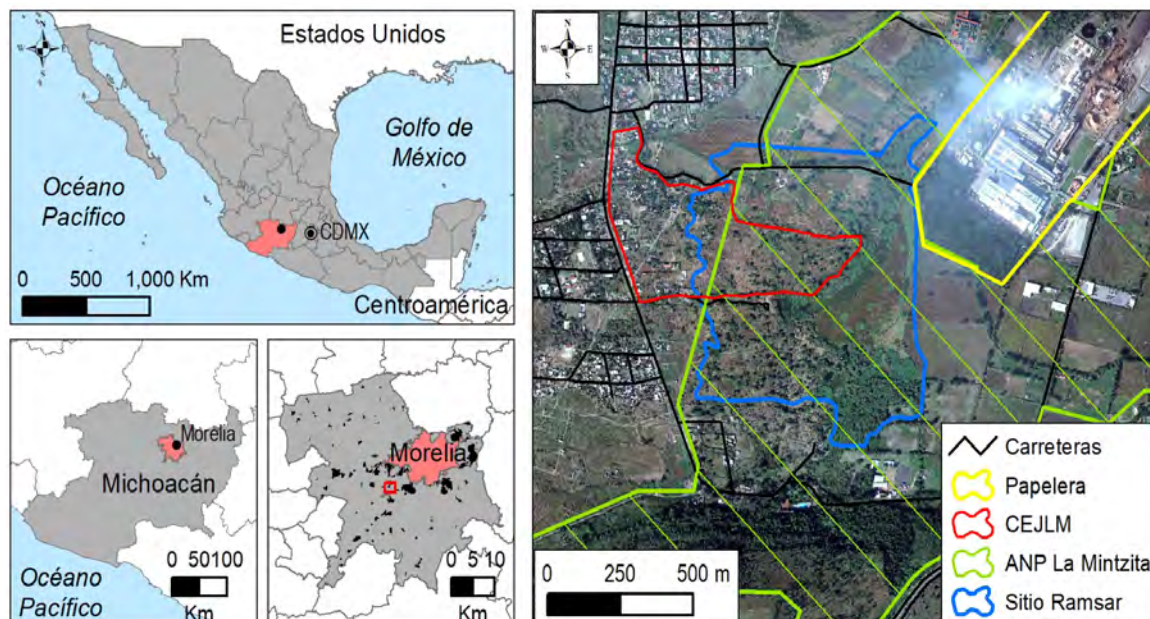 N
W E
S
Estados Unidos
Golfo de
México
Océano
Pacífico
CDMX
0 500 1,000 Km
Centroamérica
Morelia
Michoacán
0 50100
Km
Océano
Pacífico
Morelia
0 5 10
Km
N
W E
S
Carreteras
Papelera
CEJLM
ANP La Mintzita
Sitio Ramsar
0 250 500 m